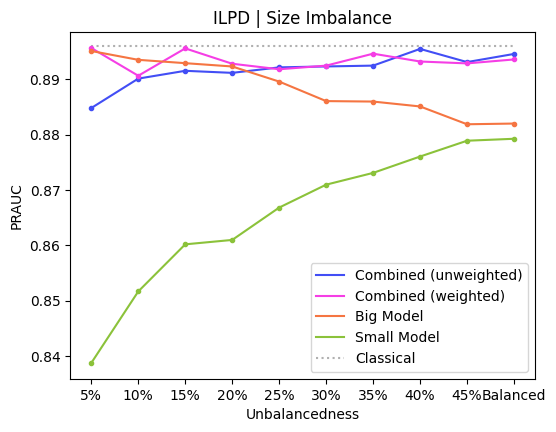 ILPD | Size Imbalance
PRAUC
0.89
0.88
0.87
0.86
0.85
0.84
Combined (unweighted)
Combined (weighted)
Big Model
Small Model
Classical
5% 10% 15% 20% 25% 30% 35% 40% 45% Balanced
Unbalancedness